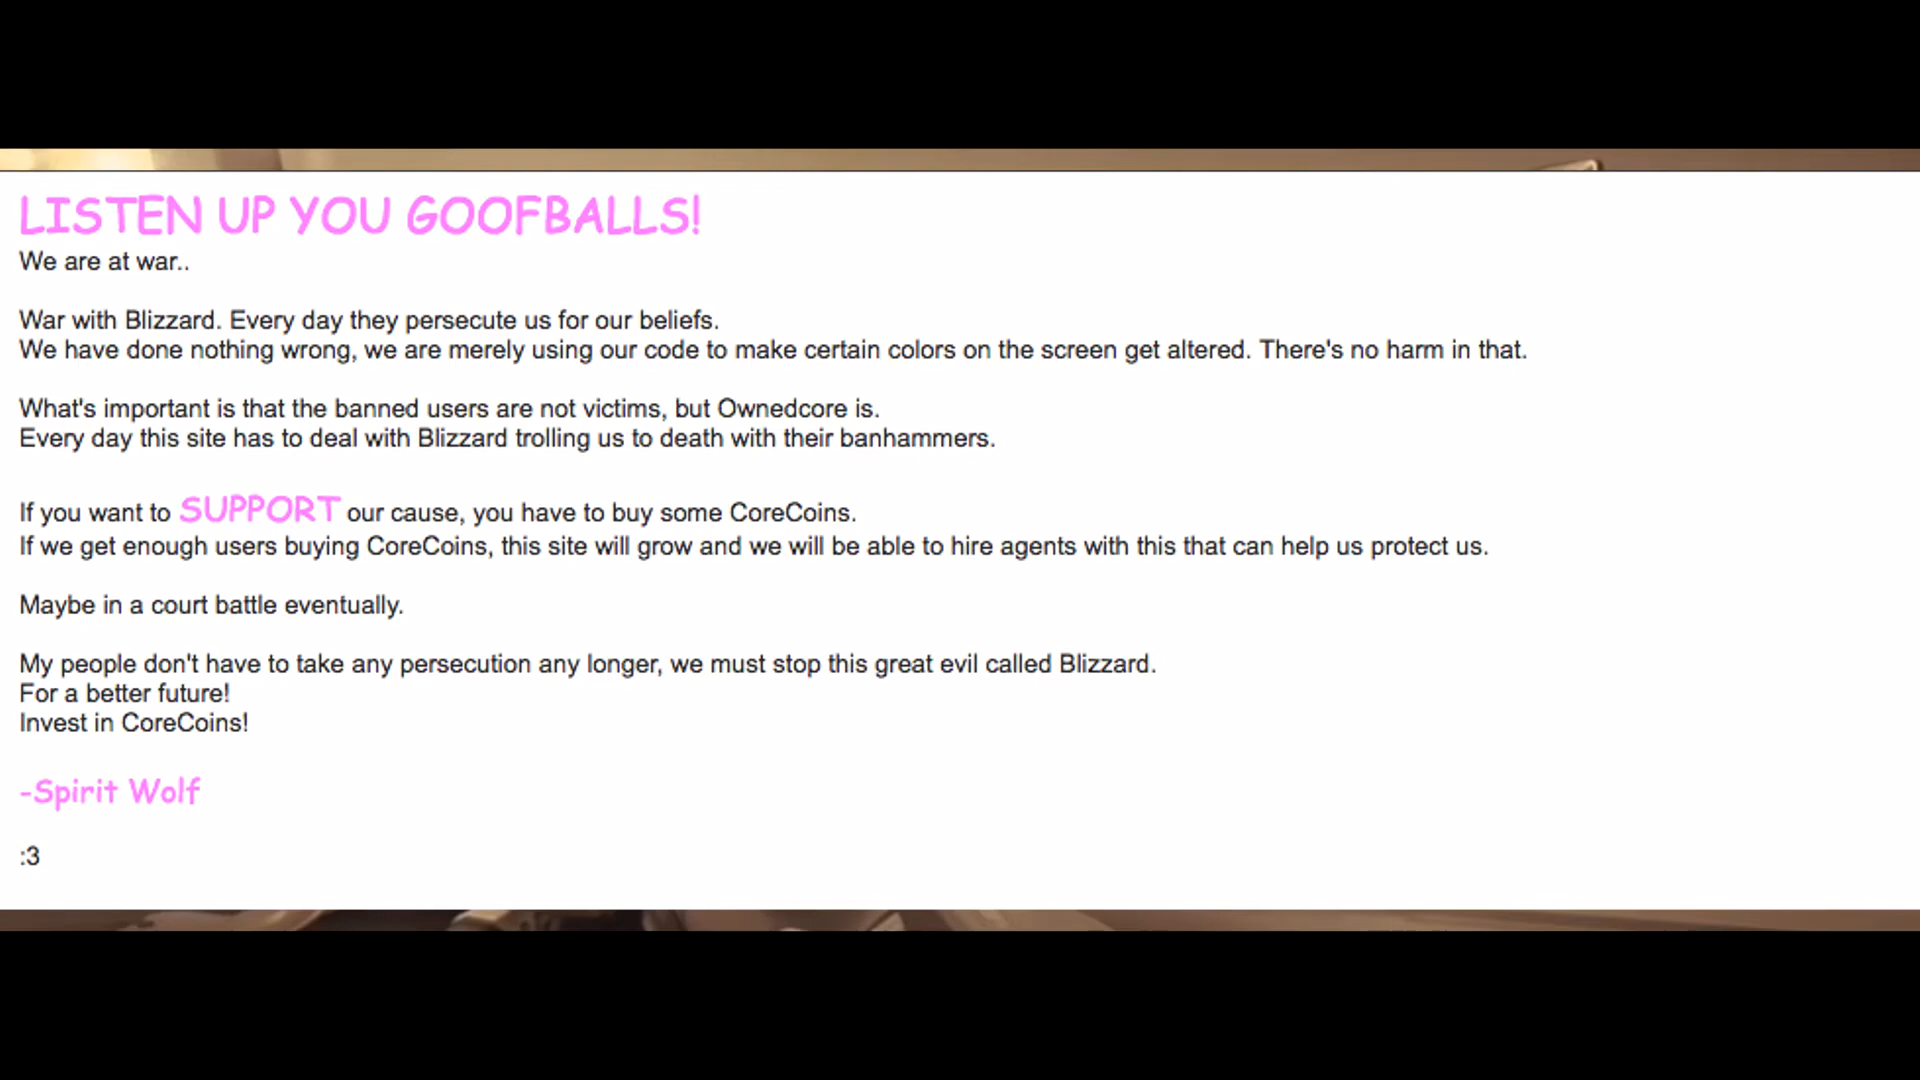 LISTEN UP YOU GOOFBALLS!
We are at war..
War with Blizzard. Every day they persecute us for our beliefs.
We have done nothing wrong, we are merely using our code to make certain colors on the screen get altered. There's no harm in that.
What's important is that the banned users are not victims, but Ownedcore is.
Every day this site has to deal with Blizzard trolling us to death with their banhammers.
If you want to SUPPORT our cause, you have to buy some CoreCoins.
If we get enough users buying CoreCoins, this site will grow and we will be able to hire agents with this that can help us protect us.
Maybe in a court battle eventually.
My people don't have to take any persecution any longer, we must stop this great evil called Blizzard.
For a better future!
Invest in CoreCoins!
-Spirit Wolf
:3